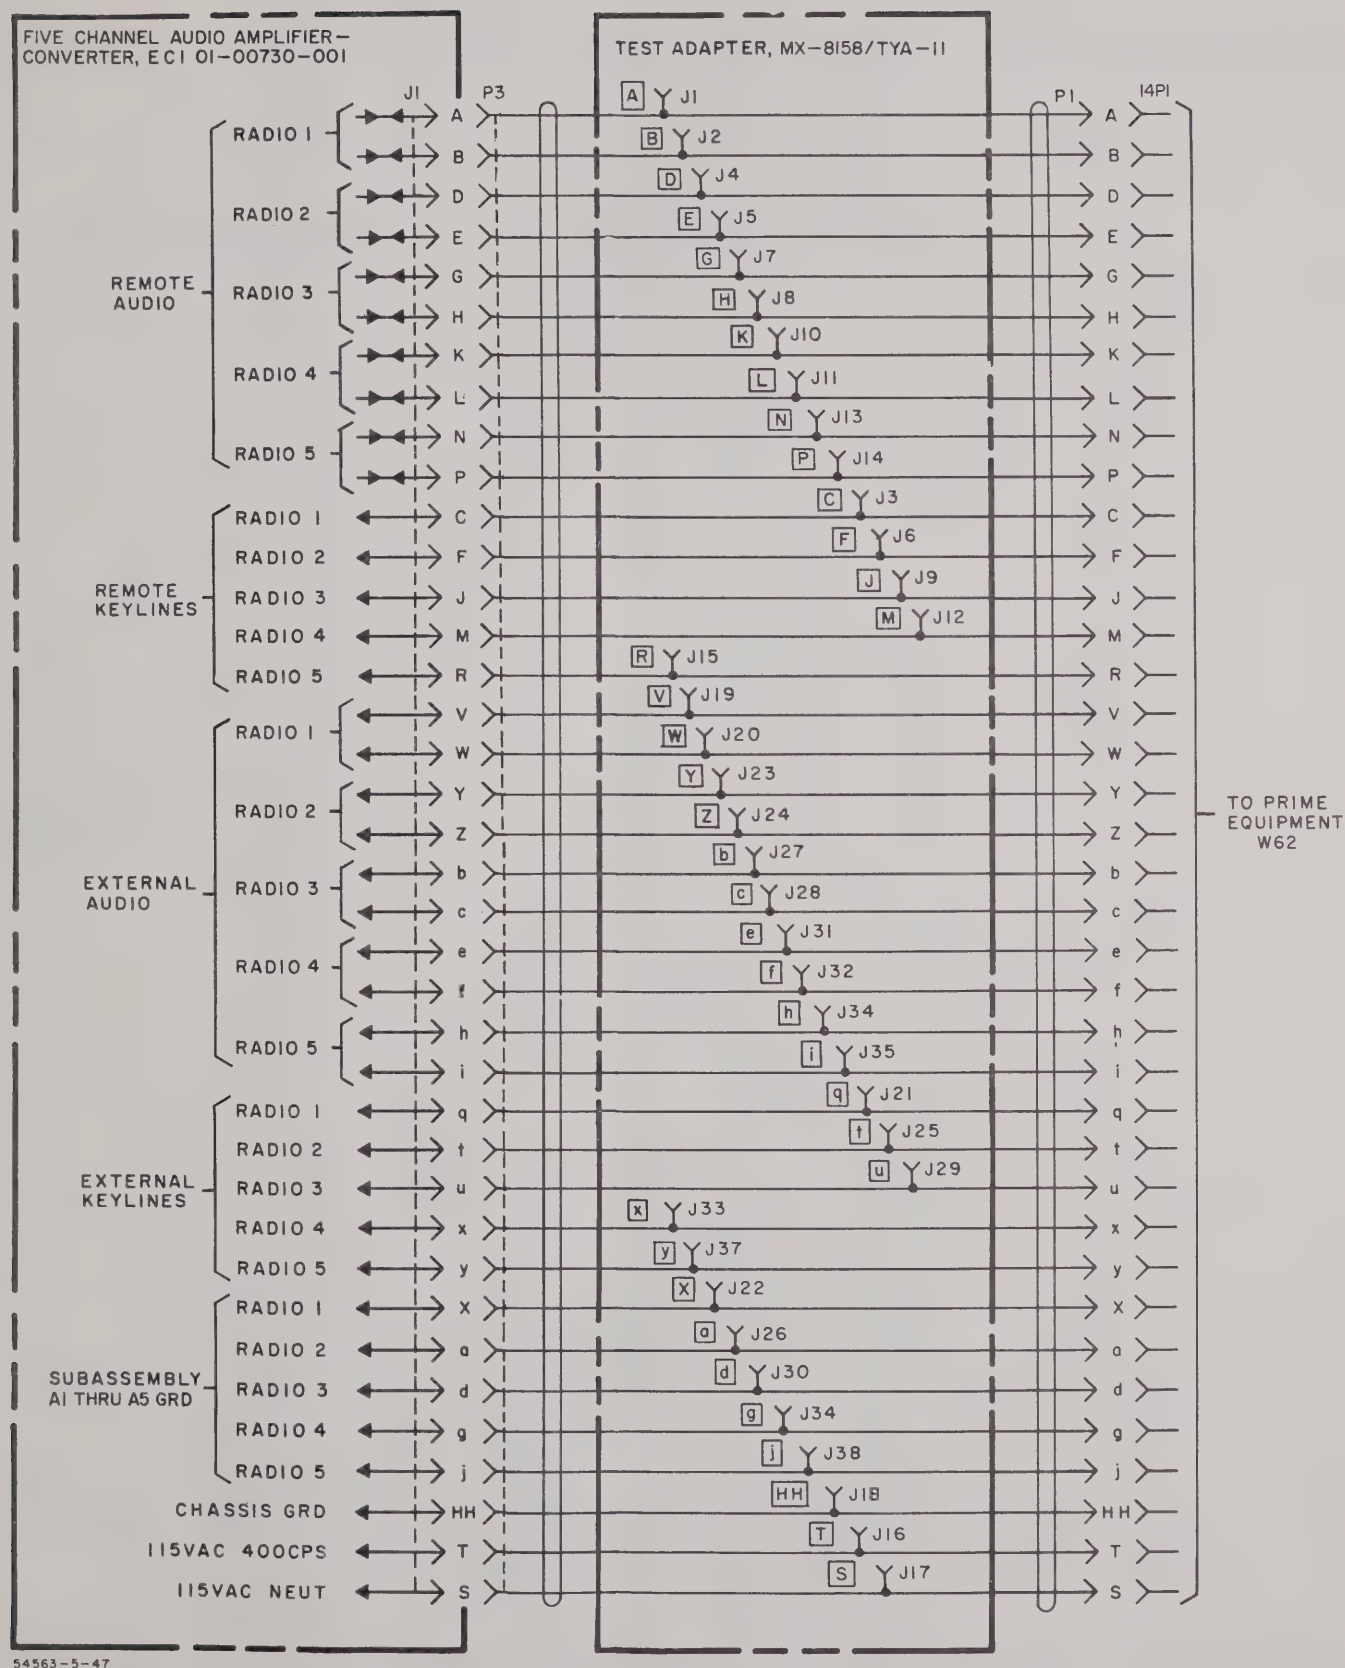 FIVE CHANNEL AUDIO AMPLIFIER-
CONVERTER, ECI 01-00730-001
TEST ADAPTER, MX-8158/TYA-11
J1 P3 P1 14P1
REMOTE
AUDIO
RADIO 1
A A J1 A
B B J2 B
RADIO 2
D D J4 D
E E J5 E
RADIO 3
G G J7 G
H H J8 H
RADIO 4
K K J10 K
L L J11 L
RADIO 5
N N J13 N
P P J14 P
REMOTE
KEYLINES
RADIO 1 C C J3 C
RADIO 2 F F J6 F
RADIO 3 J J J9 J
RADIO 4 M M J12 M
RADIO 5 R R J15 R
EXTERNAL
AUDIO
RADIO 1
V V J19 V
W W J20 W
RADIO 2
Y Y J23 Y
Z Z J24 Z
RADIO 3
b b J27 b
c c J28 c
RADIO 4
e e J31 e
f f J32 f
RADIO 5
h h J34 h
i i J35 i
TO PRIME
EQUIPMENT
W62
EXTERNAL
KEYLINES
RADIO 1 q q J21 q
RADIO 2 t t J25 t
RADIO 3 u u J29 u
RADIO 4 x x J33 x
RADIO 5 y y J37 y
SUBASSEMBLY
A1 THRU A5 GRD
RADIO 1 X X J22 X
RADIO 2 a a J26 a
RADIO 3 d d J30 d
RADIO 4 g g J34 g
RADIO 5 j j J38 j
CHASSIS GRD HH HH J18 HH
115VAC 400CPS T T J16 T
115VAC NEUT S S J17 S
54563-5-47